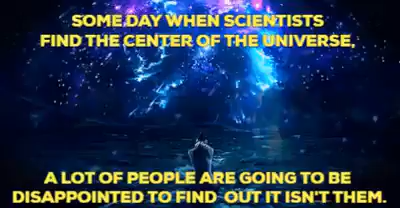 SOME DAY WHEN SCIENTISTS
FIND THE CENTER OF THE UNIVERSE,
A LOT OF PEOPLE ARE GOING TO BE
DISAPPOINTED TO FIND OUT IT ISN'T THEM.